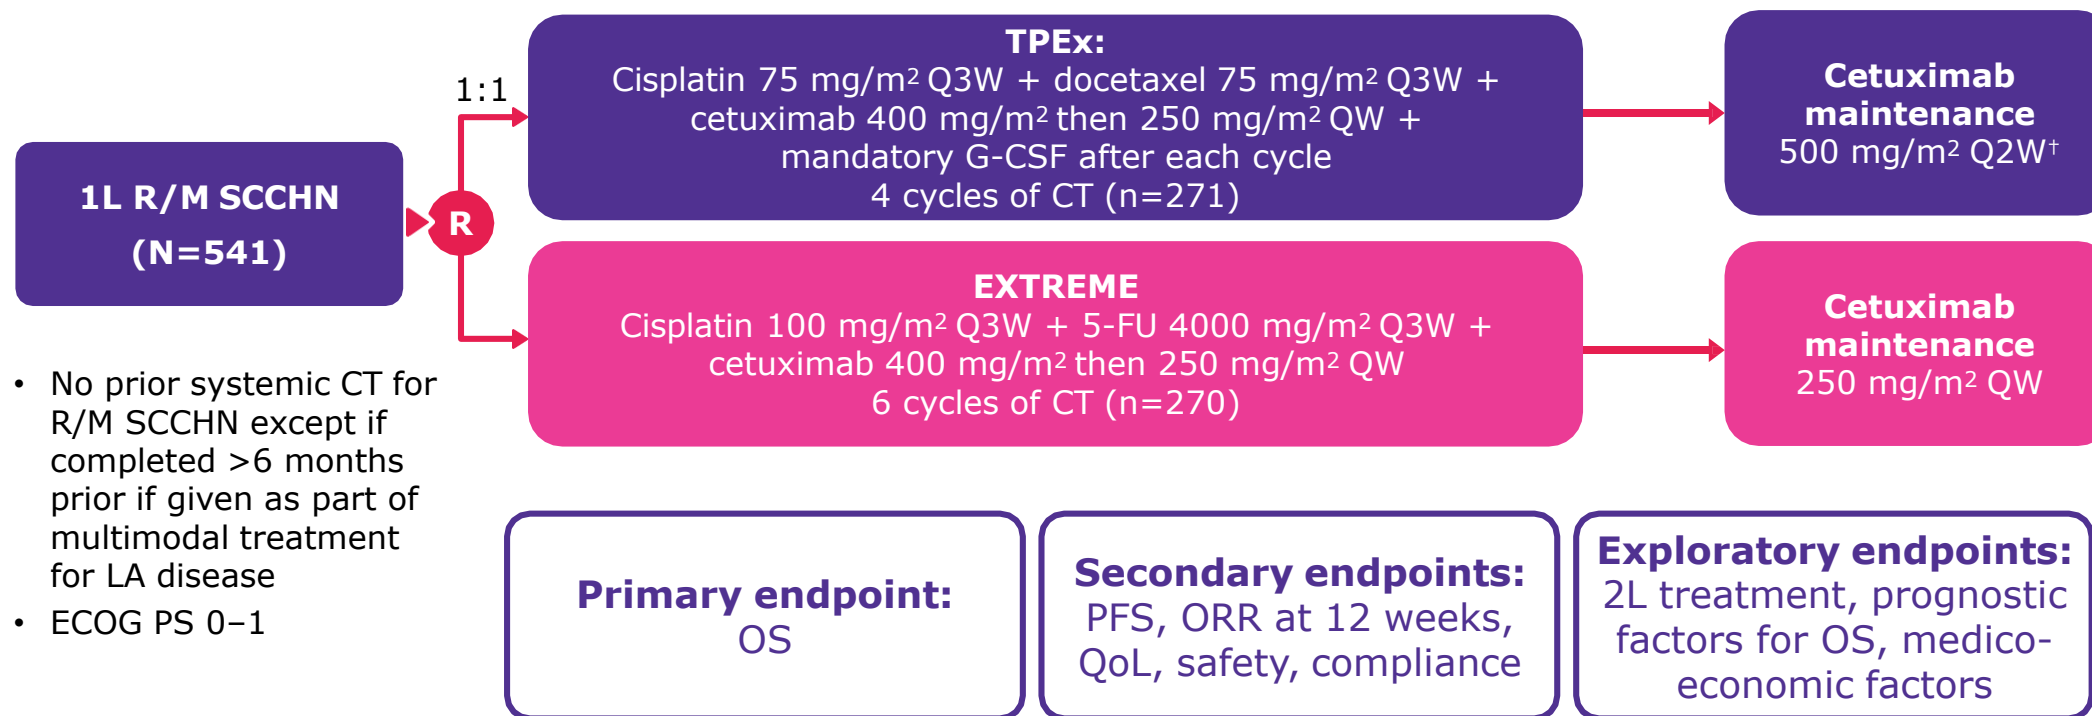 1L R/M SCCHN
(N=541)
R
1:1
TPEx:
Cisplatin 75 mg/m² Q3W + docetaxel 75 mg/m² Q3W +
cetuximab 400 mg/m² then 250 mg/m² QW +
mandatory G-CSF after each cycle
4 cycles of CT (n=271)
Cetuximab
maintenance
500 mg/m² Q2W†
EXTREME
Cisplatin 100 mg/m² Q3W + 5-FU 4000 mg/m² Q3W +
cetuximab 400 mg/m² then 250 mg/m² QW
6 cycles of CT (n=270)
Cetuximab
maintenance
250 mg/m² QW
• No prior systemic CT for
R/M SCCHN except if
completed >6 months
prior if given as part of
multimodal treatment
for LA disease
• ECOG PS 0–1
Primary endpoint:
OS
Secondary endpoints:
PFS, ORR at 12 weeks,
QoL, safety, compliance
Exploratory endpoints:
2L treatment, prognostic
factors for OS, medico-
economic factors